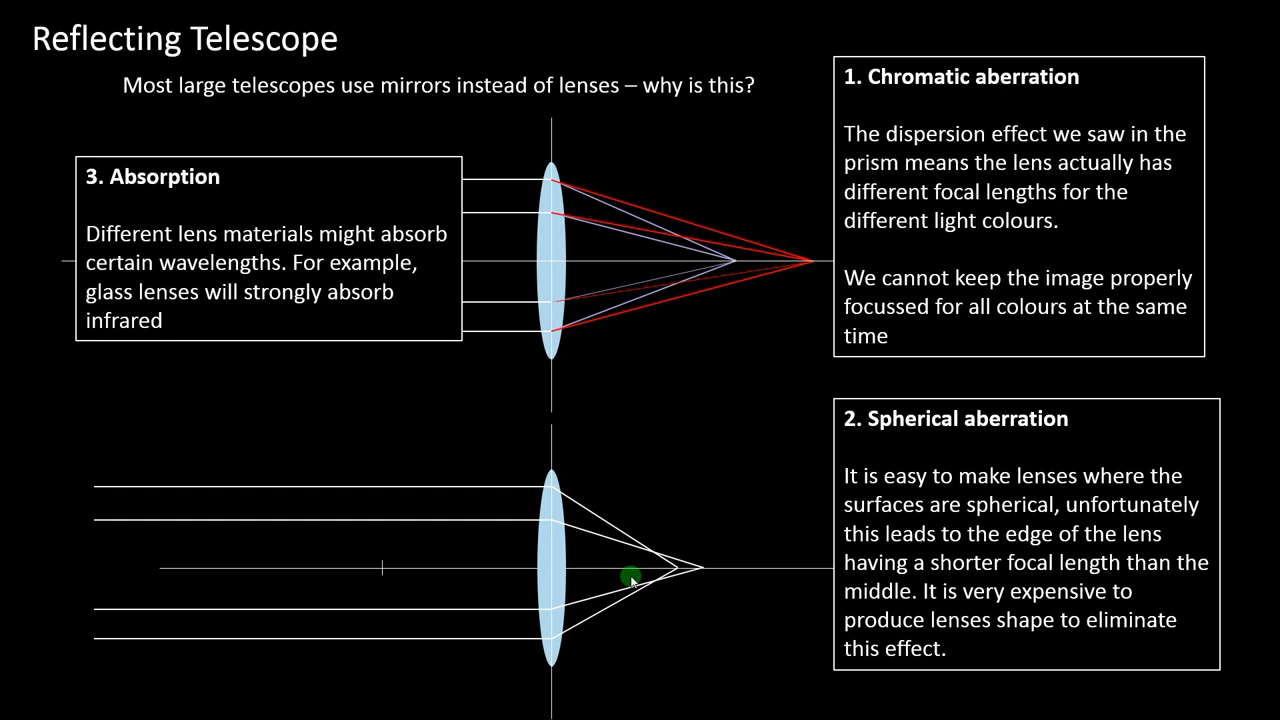 Reflecting Telescope
Most large telescopes use mirrors instead of lenses – why is this?
1. Chromatic aberration
The dispersion effect we saw in the
prism means the lens actually has
different focal lengths for the
different light colours.
We cannot keep the image properly
focussed for all colours at the same
time
3. Absorption
Different lens materials might absorb
certain wavelengths. For example,
glass lenses will strongly absorb
infrared
2. Spherical aberration
It is easy to make lenses where the
surfaces are spherical, unfortunately
this leads to the edge of the lens
having a shorter focal length than the
middle. It is very expensive to
produce lenses shape to eliminate
this effect.